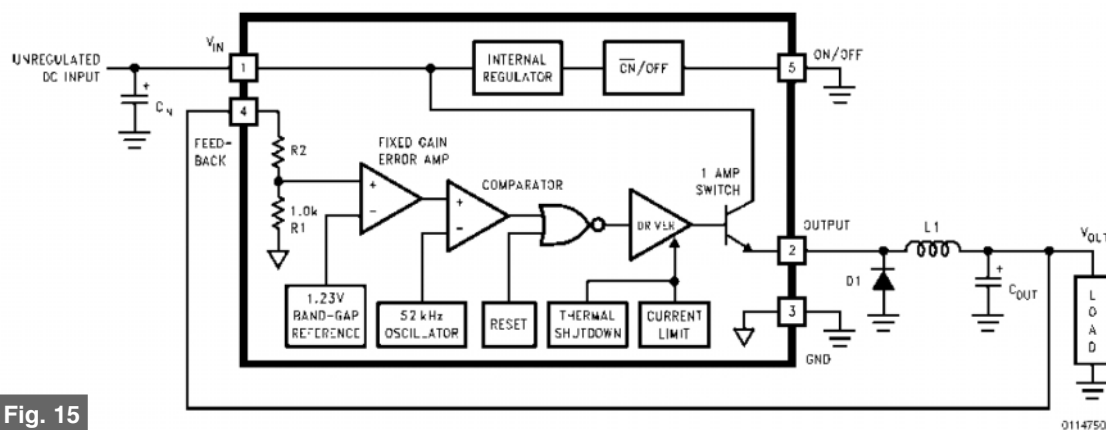 UNREGULATED
DC INPUT
VIN
+
CIN
1
4
FEED-
BACK
R2
1.0k
R1
FIXED GAIN
ERROR AMP
+
−
COMPARATOR
+
−
INTERNAL
REGULATOR
ON/OFF
5
ON/OFF
1 AMP
SWITCH
DRIVER
OUTPUT
2
3
GND
1.23V
BAND-GAP
REFERENCE
52 kHz
OSCILLATOR
RESET
THERMAL
SHUTDOWN
CURRENT
LIMIT
D1
L1
+
COUT
VOUT
LOAD
Fig. 15
0114750